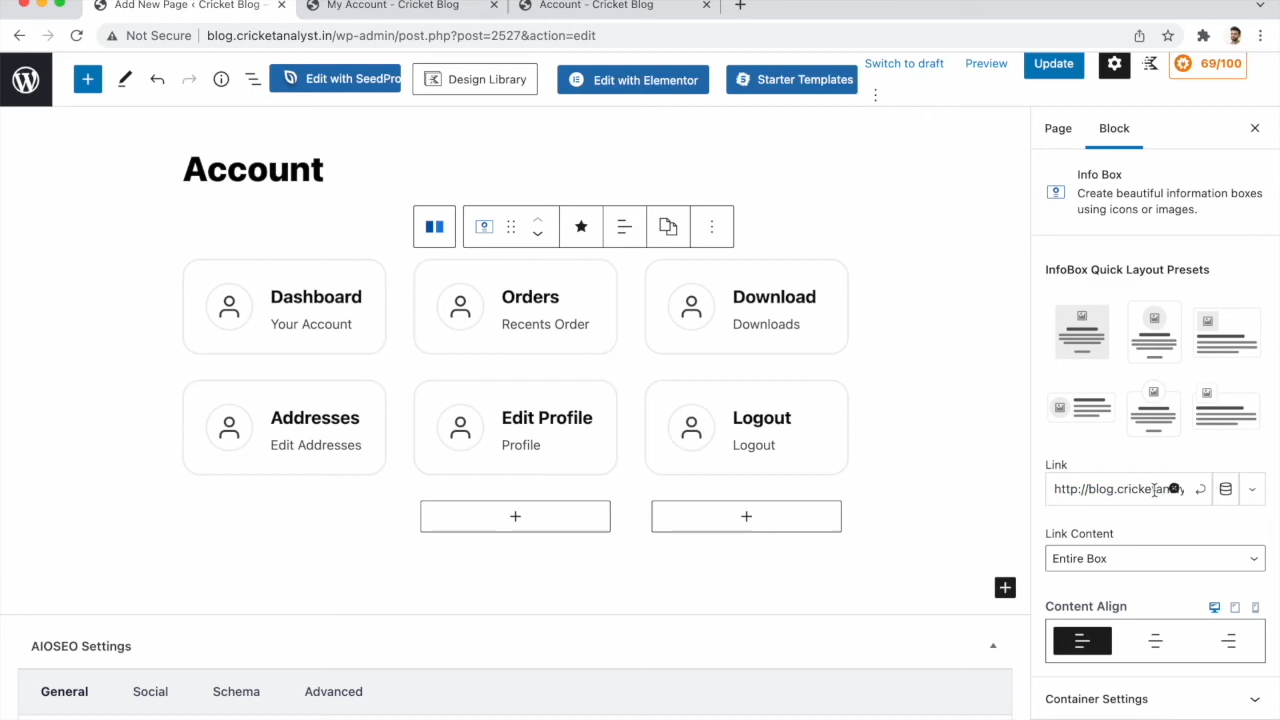 Add New Page ‹ Cricket Blog –
My Account - Cricket Blog
Account - Cricket Blog
Not Secure
blog.cricketanalyst.in/wp-admin/post.php?post=2527&action=edit
Edit with SeedPro
Design Library
Edit with Elementor
Starter Templates
Switch to draft
Preview
Update
69/100
Page
Block
Account
Info Box
Create beautiful information boxes
using icons or images.
InfoBox Quick Layout Presets
Dashboard
Your Account
Orders
Recents Order
Download
Downloads
Addresses
Edit Addresses
Edit Profile
Profile
Logout
Logout
Link
http://blog.cricketanaly
Link Content
Entire Box
Content Align
AIOSEO Settings
General
Social
Schema
Advanced
Container Settings